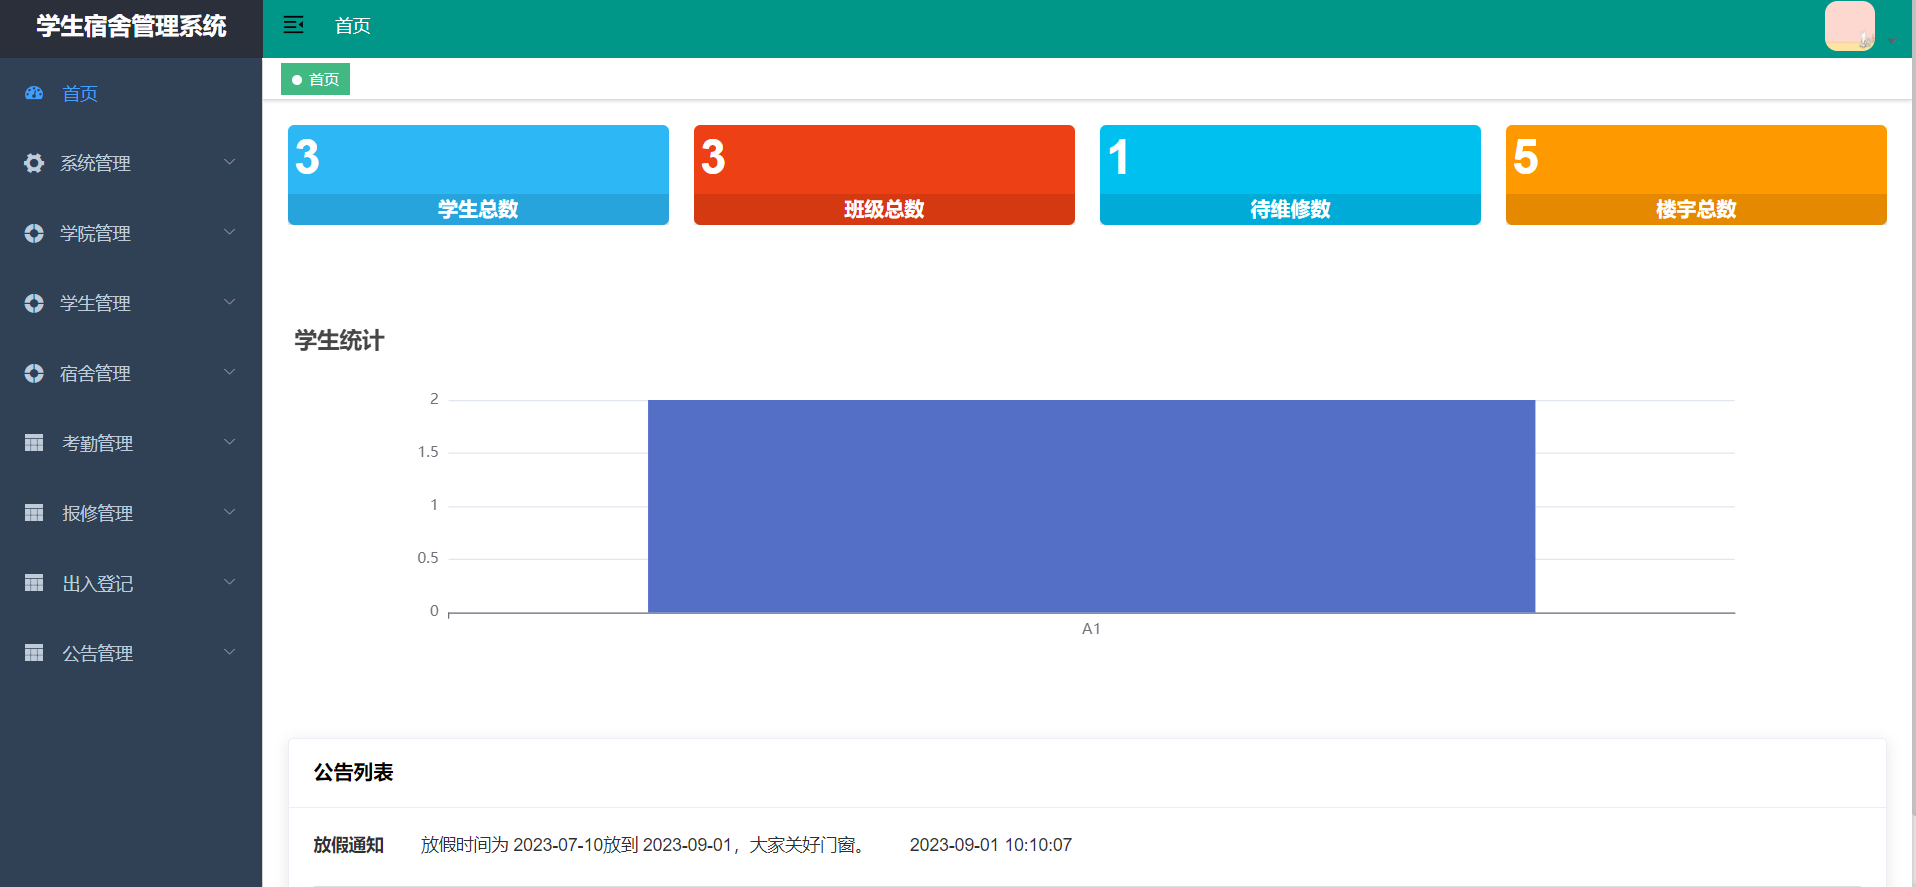 学生宿舍管理系统
首页
首页
首页
系统管理
学院管理
学生管理
宿舍管理
考勤管理
报修管理
出入登记
公告管理
3
学生总数
3
班级总数
1
待维修数
5
楼宇总数
学生统计
2
1.5
1
0.5
0
A1
公告列表
放假通知 放假时间为 2023-07-10放到 2023-09-01，大家关好门窗。 2023-09-01 10:10:07